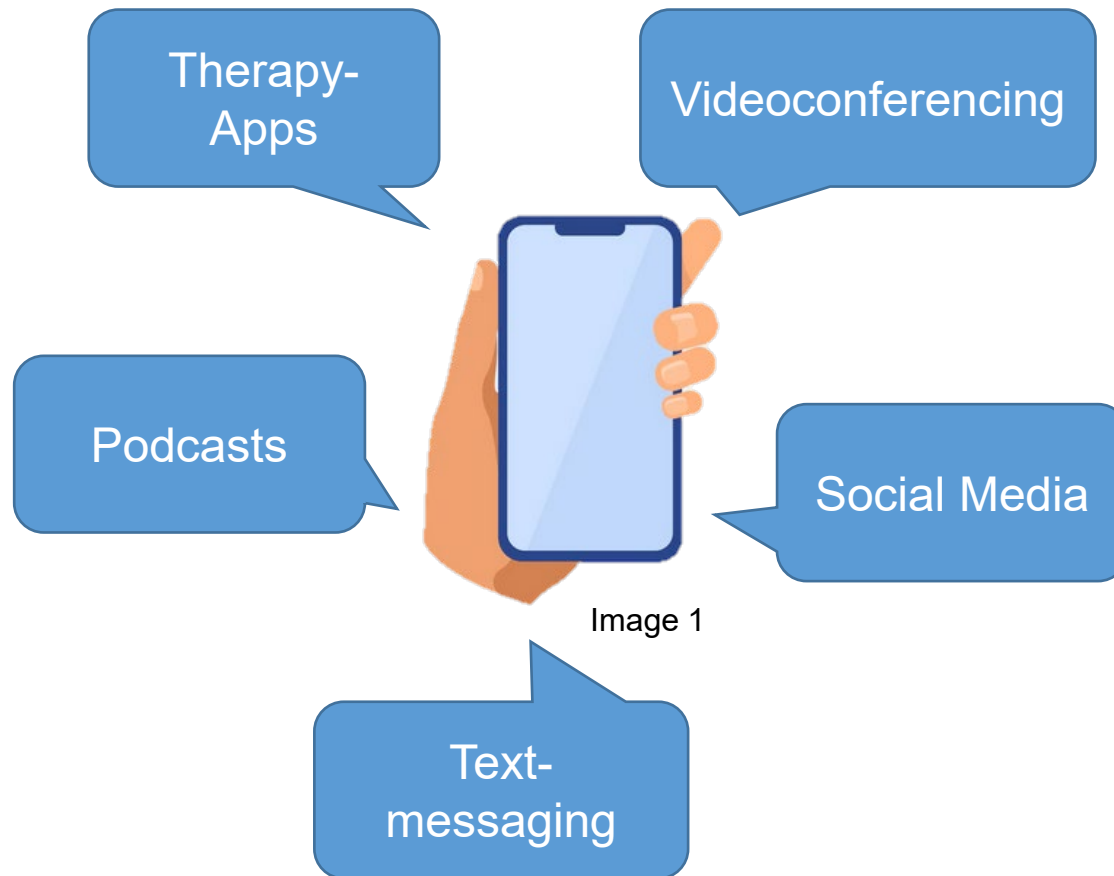 Therapy-
Apps
Videoconferencing
Podcasts
Social Media
Image 1
Text-
messaging